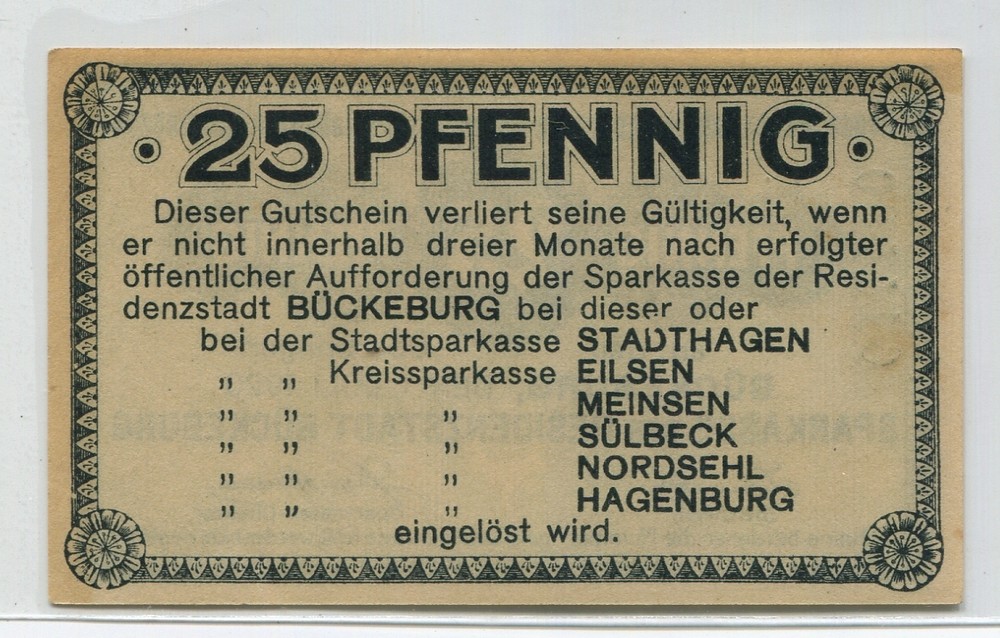 25 PFENNIG
Dieser Gutschein verliert seine Gültigkeit, wenn
er nicht innerhalb dreier Monate nach erfolgter
öffentlicher Aufforderung der Sparkasse der Resi-
denzstadt BÜCKEBURG bei dieser oder
bei der Stadtsparkasse STADTHAGEN
„ „ Kreissparkasse EILSEN
„ „ „ MEINSEN
„ „ „ SÜLBECK
„ „ „ NORDSEHL
„ „ „ HAGENBURG
eingelöst wird.